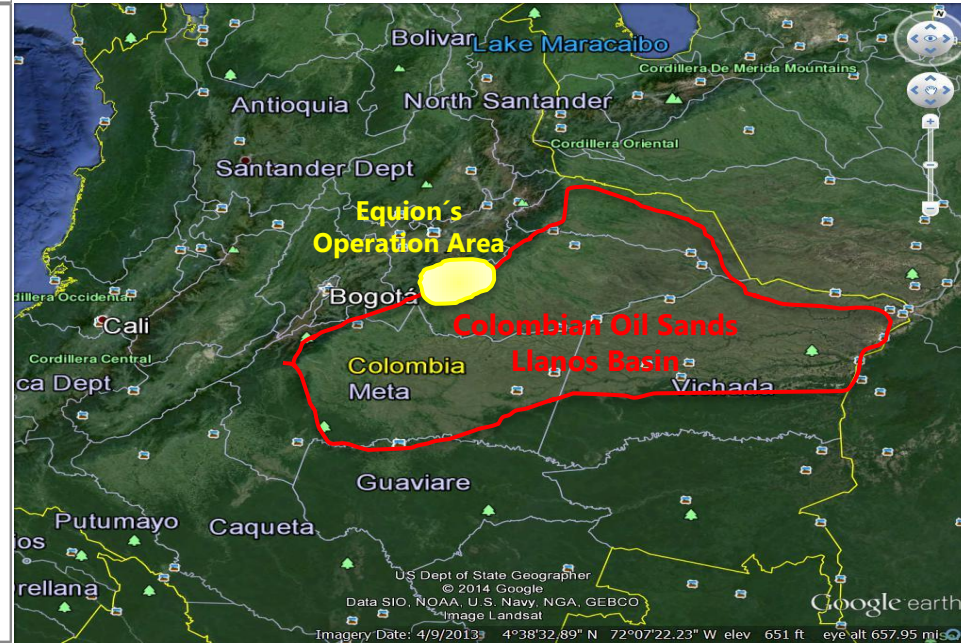 N
Bolivar
Lake Maracaibo
Cordillera De Merida Mountains
Antioquia
North Santander
Cordillera Oriental
Santander Dept
Equion´s
Operation Area
dillera Occidental
Bogotá
Cali
Colombian Oil Sands
Llanos Basin
Cordillera Central
Colombia
ca Dept
Meta
Vichada
Guaviare
Putumayo
Caqueta
ios
rellana
US Dept of State Geographer
© 2014 Google
Data SIO, NOAA, U.S. Navy, NGA, GEBCO
Image Landsat
Google earth
Imagery Date: 4/9/2013 4°38'32.89" N 72°07'22.23" W elev 651 ft eye alt 657.95 mi